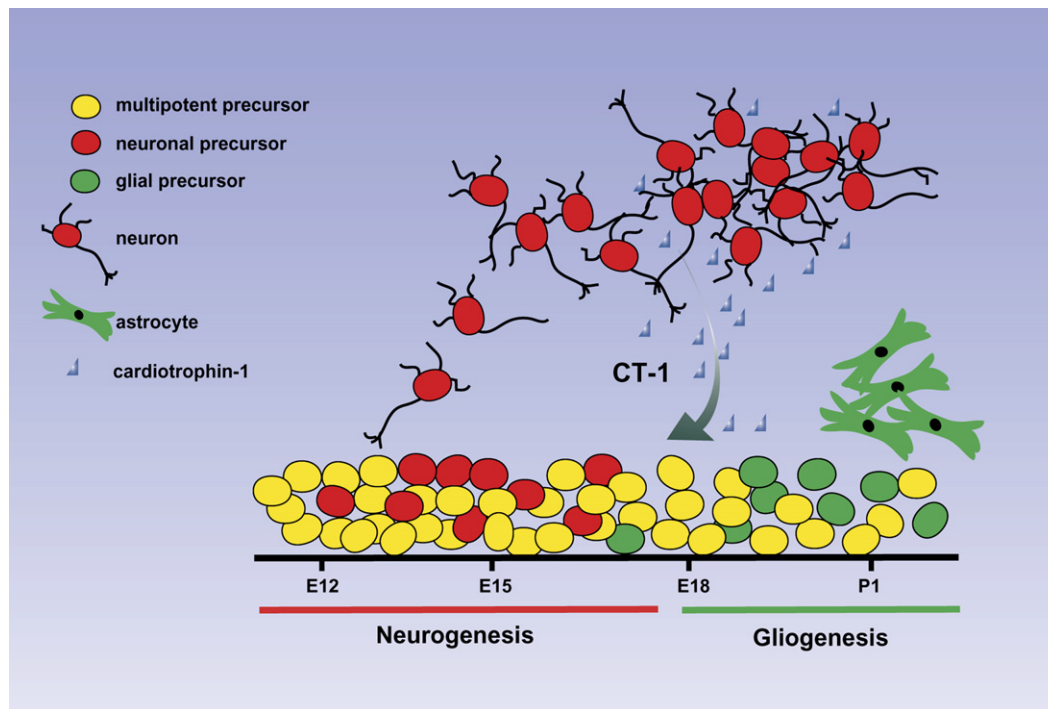 multipotent precursor
neuronal precursor
glial precursor
neuron
astrocyte
cardiotrophin-1
CT-1
E12 E15 E18 P1
Neurogenesis Gliogenesis